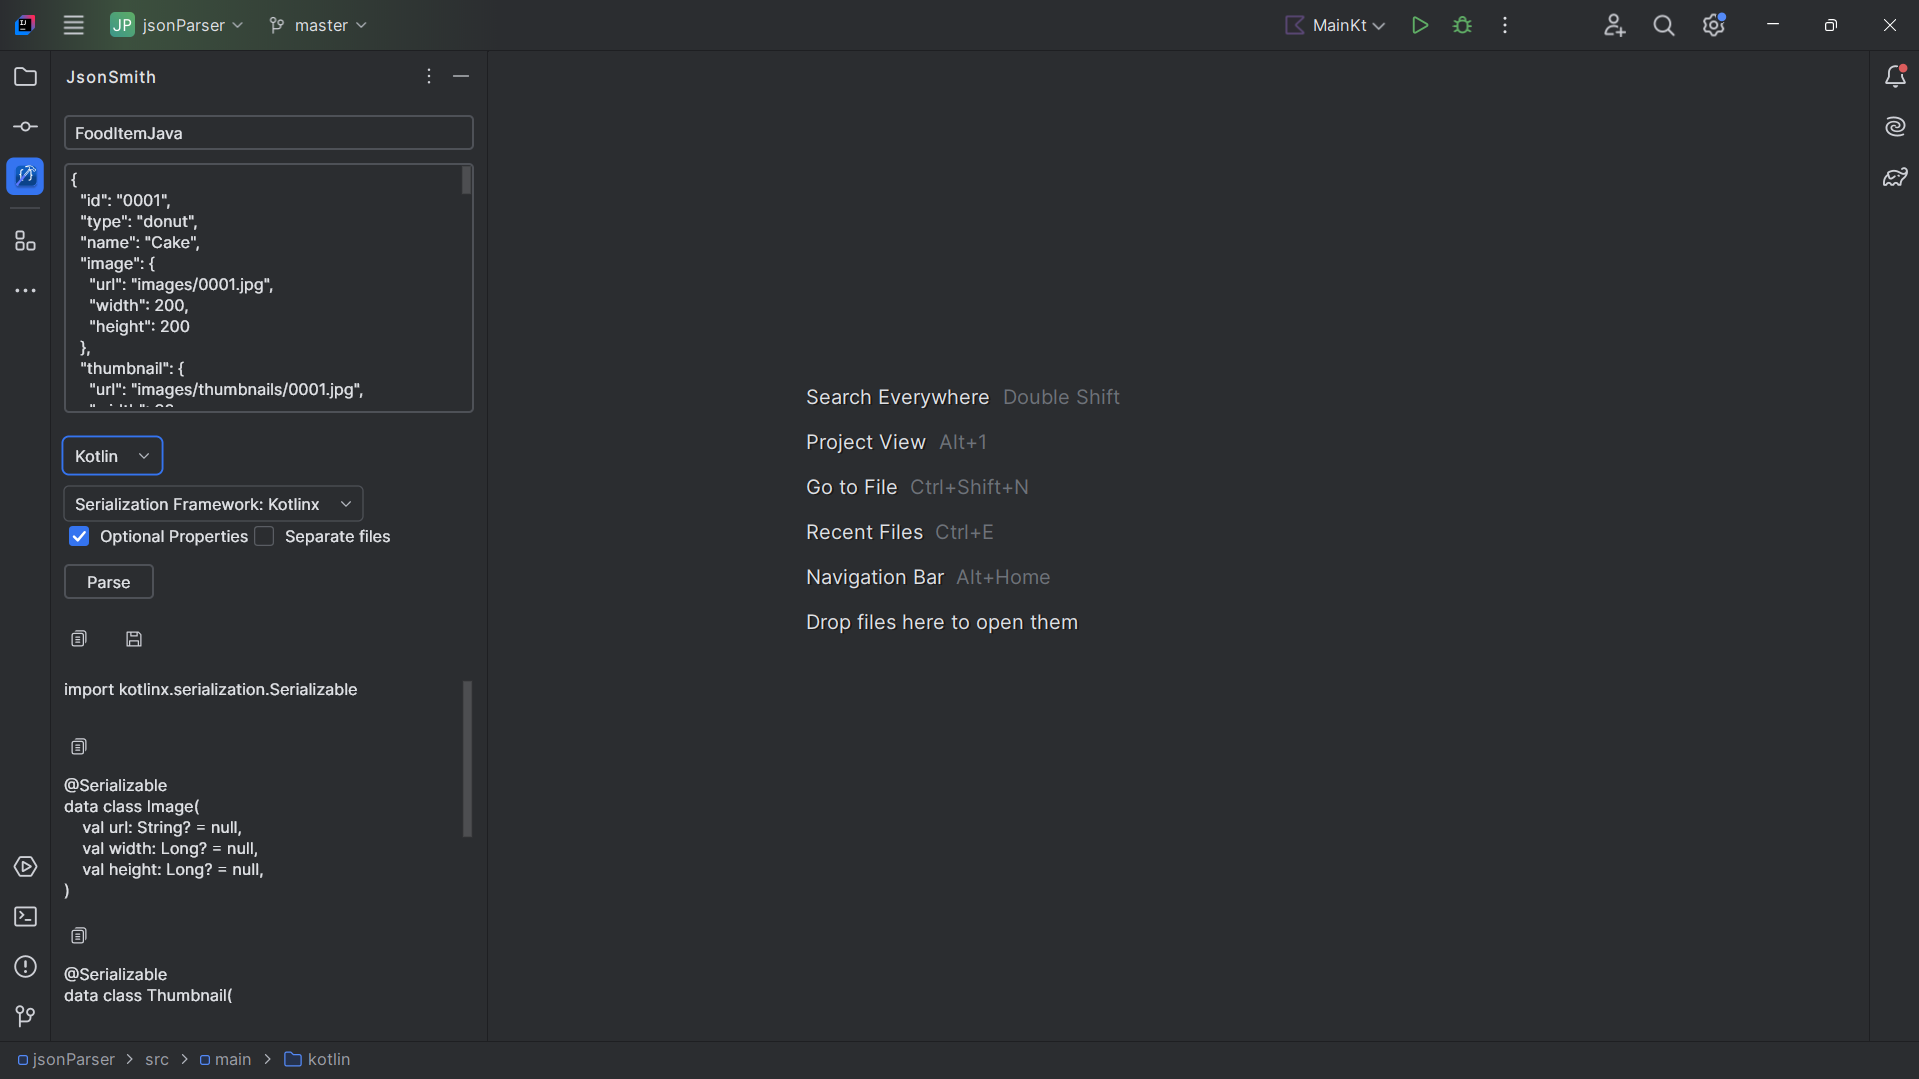 JP jsonParser master MainKt
JsonSmith
FoodItemJava
{
"id": "0001",
"type": "donut",
"name": "Cake",
"image": {
"url": "images/0001.jpg",
"width": 200,
"height": 200
},
"thumbnail": {
"url": "images/thumbnails/0001.jpg",
Kotlin
Serialization Framework: Kotlinx
Optional Properties Separate files
Parse
import kotlinx.serialization.Serializable
@Serializable
data class Image(
val url: String? = null,
val width: Long? = null,
val height: Long? = null,
)
@Serializable
data class Thumbnail(
Search Everywhere Double Shift
Project View Alt+1
Go to File Ctrl+Shift+N
Recent Files Ctrl+E
Navigation Bar Alt+Home
Drop files here to open them
jsonParser > src > main > kotlin